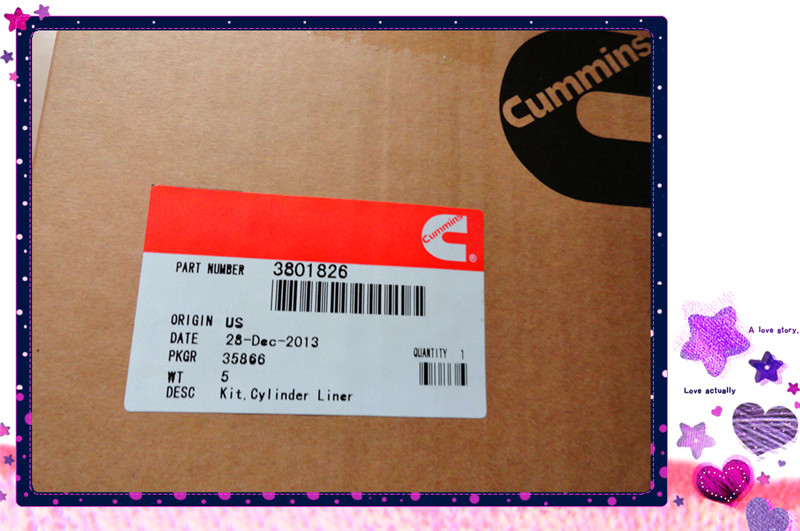 Cummins
Cummins
PART NUMBER 3801826
ORIGIN US
DATE 28-Dec-2013
PKGR 35866
QUANTITY 1
WT 5
DESC Kit,Cylinder Liner
A love story.
Love actually